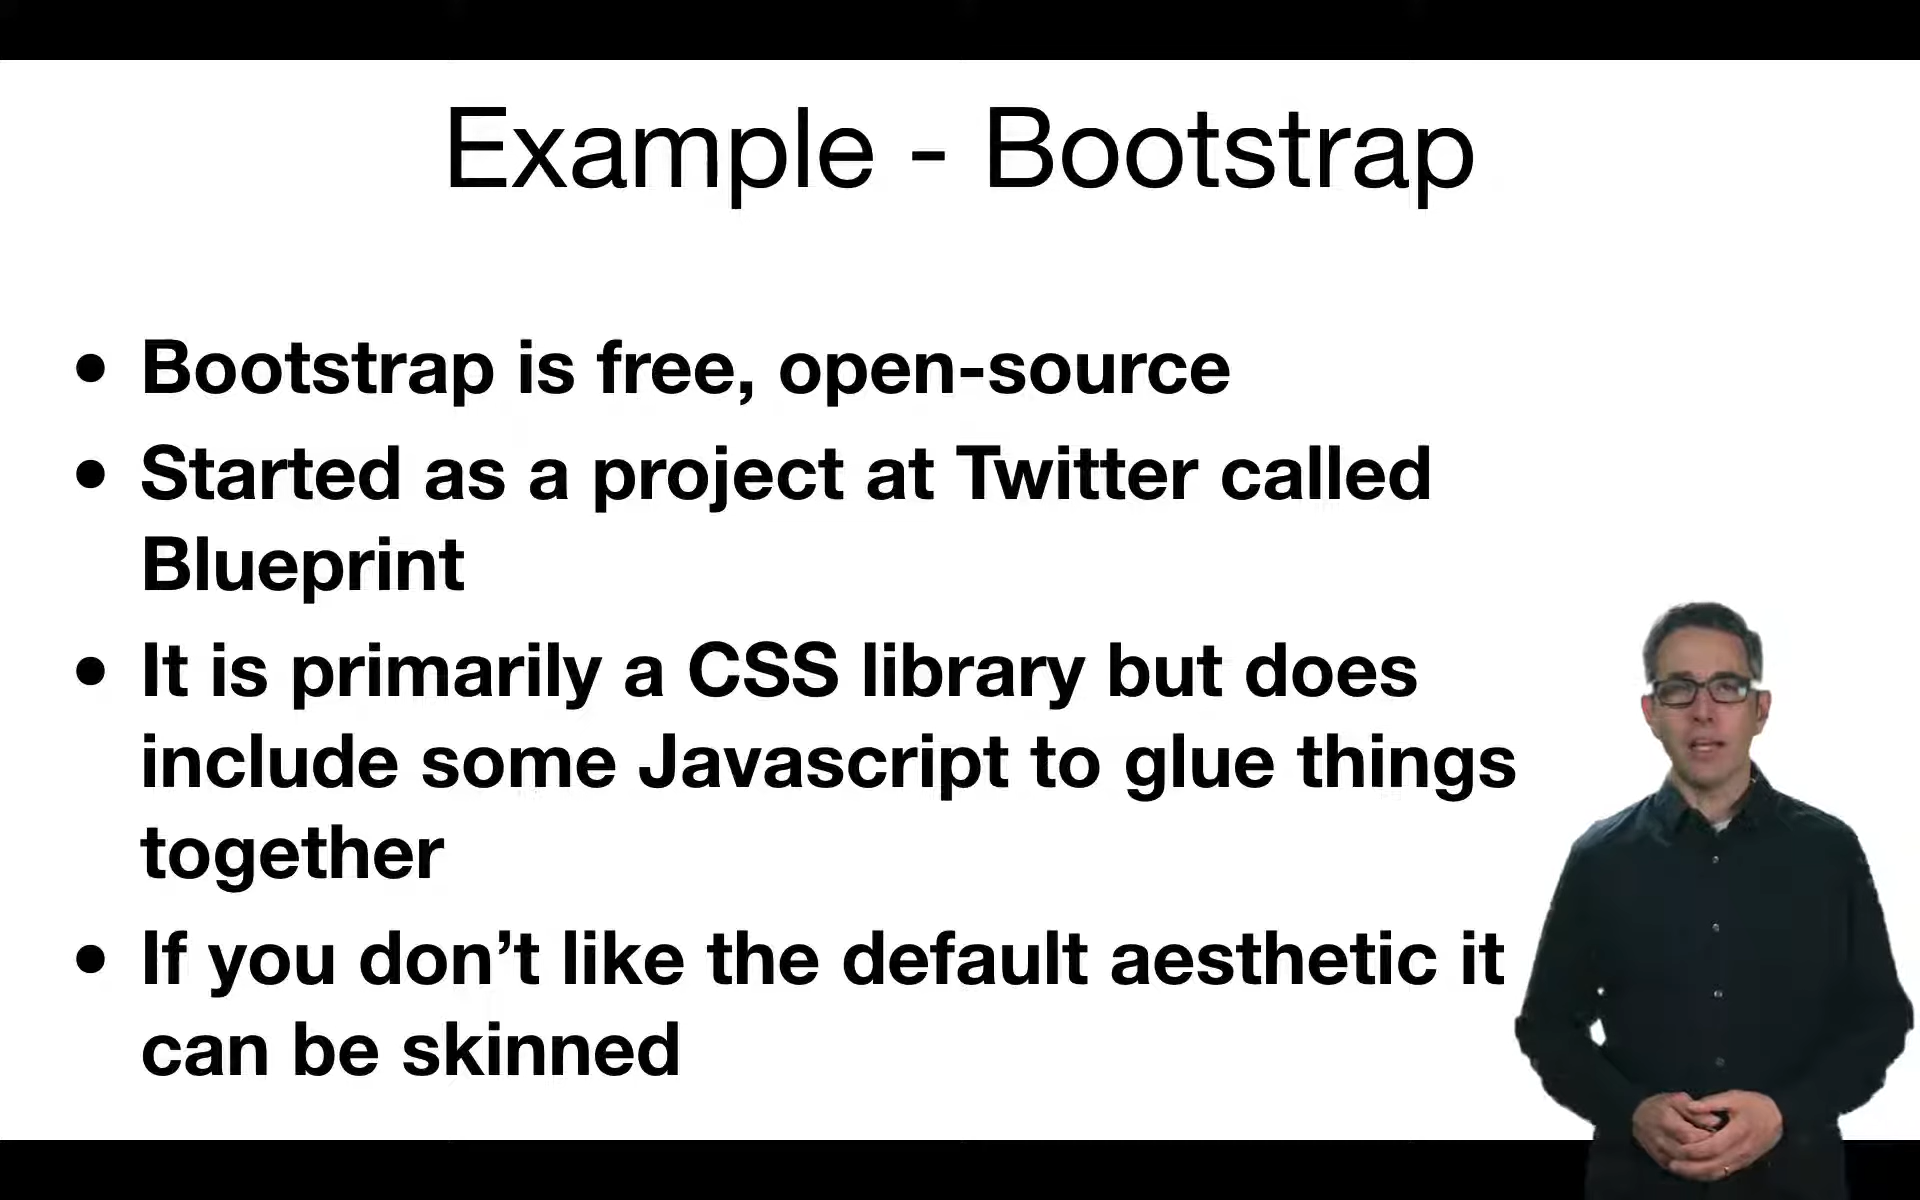 Example - Bootstrap
• Bootstrap is free, open-source
• Started as a project at Twitter called
Blueprint
• It is primarily a CSS library but does
include some Javascript to glue things
together
• If you don’t like the default aesthetic it
can be skinned